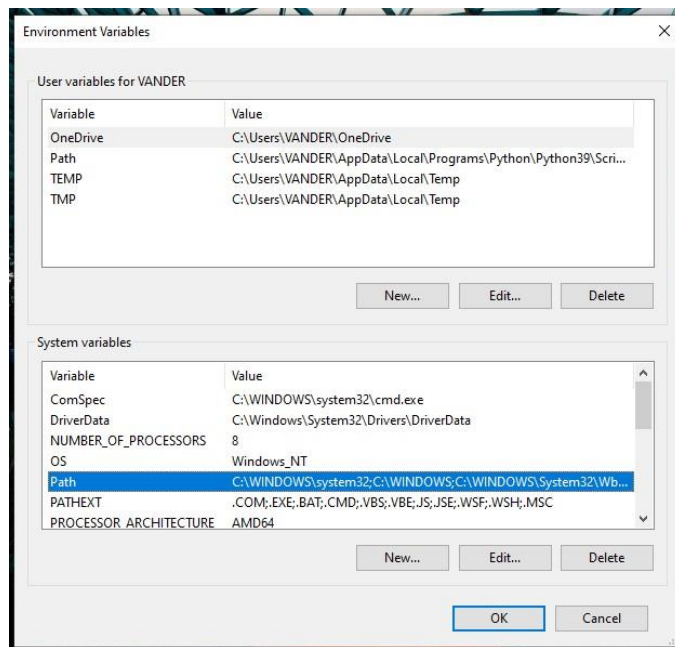 Environment Variables
User variables for VANDER
Variable Value
OneDrive C:\Users\VANDER\OneDrive
Path C:\Users\VANDER\AppData\Local\Programs\Python\Python39\Scri...
TEMP C:\Users\VANDER\AppData\Local\Temp
TMP C:\Users\VANDER\AppData\Local\Temp
New... Edit... Delete
System variables
Variable Value
ComSpec C:\WINDOWS\system32\cmd.exe
DriverData C:\Windows\System32\Drivers\DriverData
NUMBER_OF_PROCESSORS 8
OS Windows_NT
Path C:\WINDOWS\system32;C:\WINDOWS;C:\WINDOWS\System32\Wb...
PATHEXT .COM;.EXE;.BAT;.CMD;.VBS;.VBE;.JS;.JSE;.WSF;.WSH;.MSC
PROCESSOR_ARCHITECTURE AMD64
New... Edit... Delete
OK Cancel